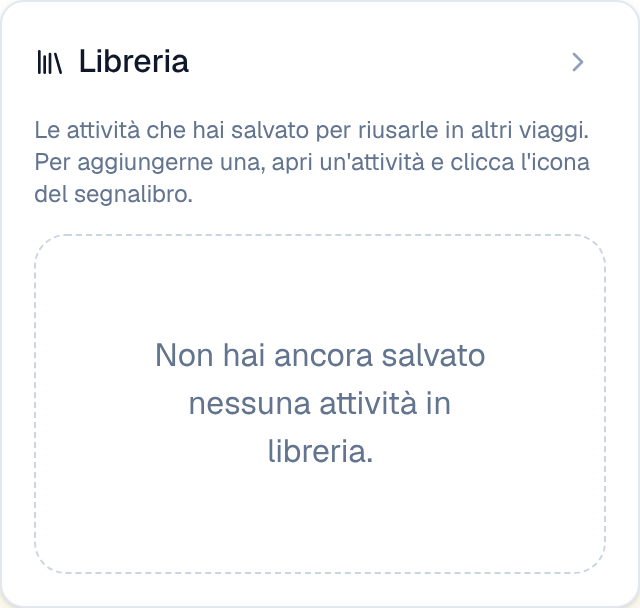 Libreria
Le attività che hai salvato per riusarle in altri viaggi.
Per aggiungerne una, apri un'attività e clicca l'icona
del segnalibro.
Non hai ancora salvato
nessuna attività in
libreria.